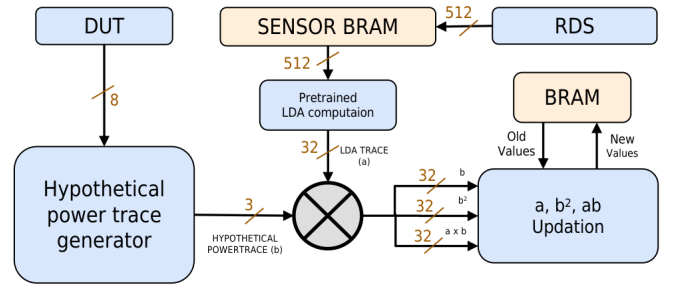 DUT
SENSOR BRAM
512
RDS
512
8
Pretrained
LDA computaion
BRAM
32
LDA TRACE
(a)
Old
Values
New
Values
Hypothetical
power trace
generator
3
HYPOTHETICAL
POWERTRACE (b)
32
b
32
b²
32
a x b
a, b², ab
Updation